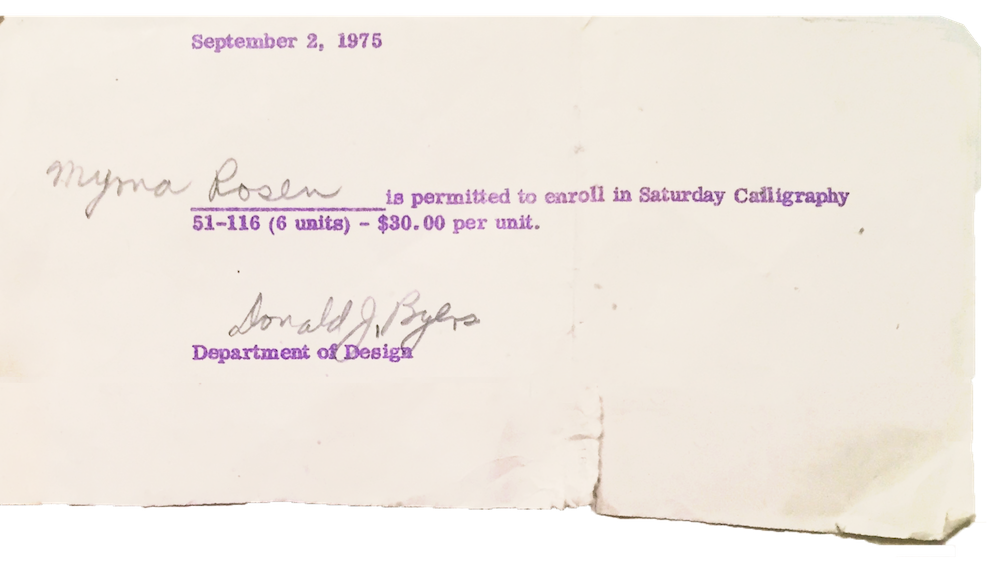 September 2, 1975
Myrna Rosen is permitted to enroll in Saturday Calligraphy
51-116 (6 units) - $30.00 per unit.
Donald J. Byers
Department of Design